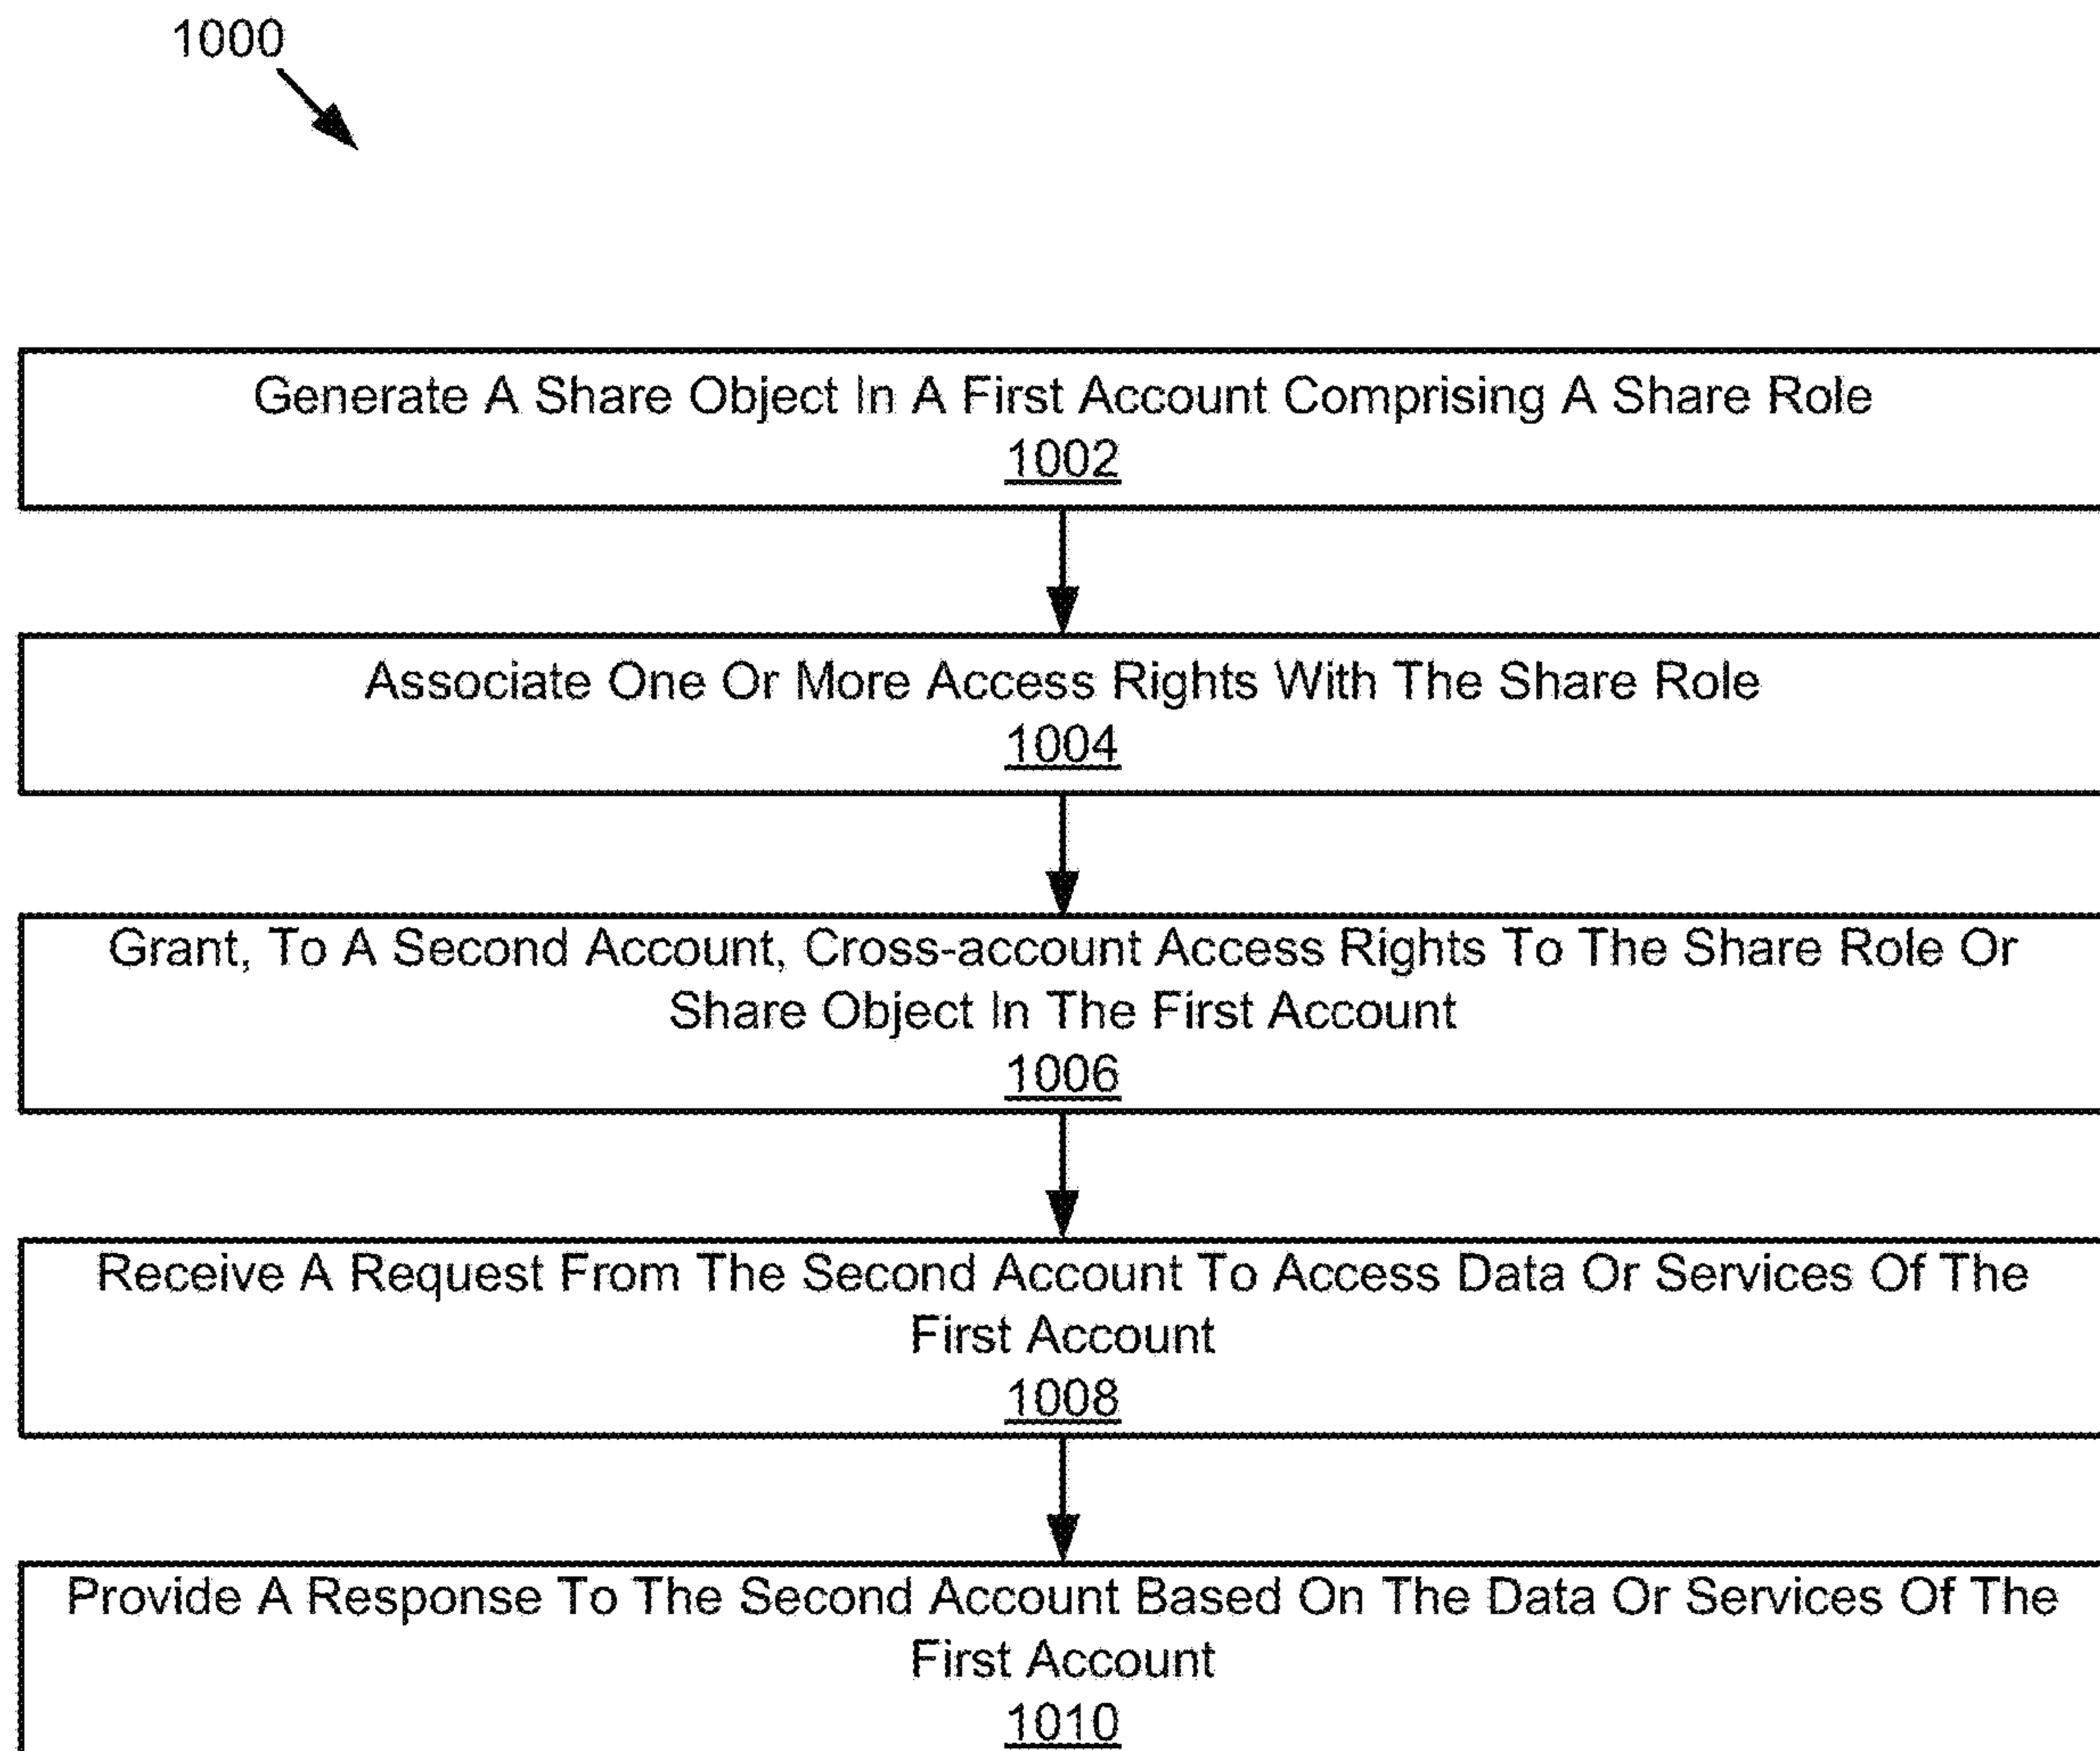 1000
Generate A Share Object In A First Account Comprising A Share Role
1002
Associate One Or More Access Rights With The Share Role
1004
Grant, To A Second Account, Cross-account Access Rights To The Share Role Or
Share Object In The First Account
1006
Receive A Request From The Second Account To Access Data Or Services Of The
First Account
1008
Provide A Response To The Second Account Based On The Data Or Services Of The
First Account
1010